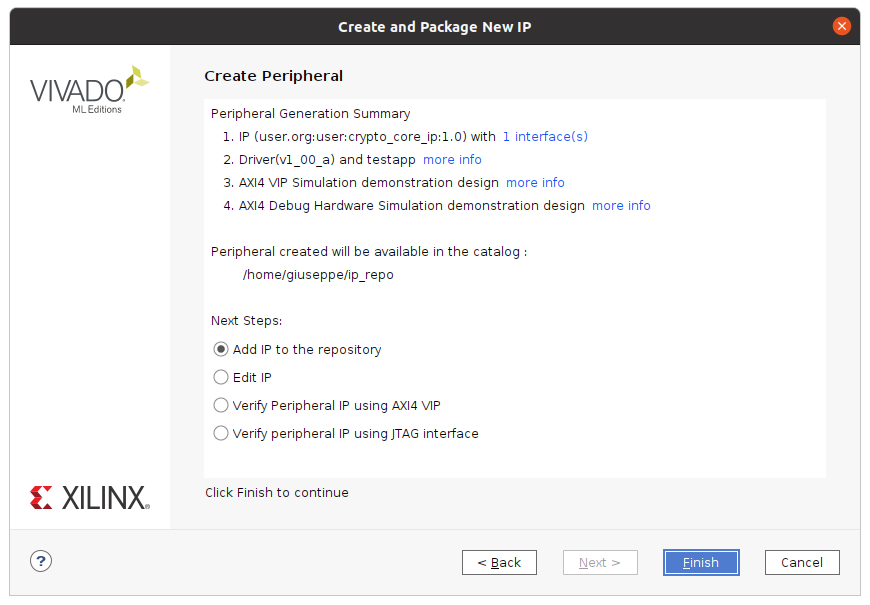 Create and Package New IP
VIVADO.
ML Editions
Create Peripheral
Peripheral Generation Summary
1. IP (user.org:user:crypto_core_ip:1.0) with 1 interface(s)
2. Driver(v1_00_a) and testapp more info
3. AXI4 VIP Simulation demonstration design more info
4. AXI4 Debug Hardware Simulation demonstration design more info
Peripheral created will be available in the catalog :
/home/giuseppe/ip_repo
Next Steps:
Add IP to the repository
Edit IP
Verify Peripheral IP using AXI4 VIP
Verify peripheral IP using JTAG interface
XILINX®
Click Finish to continue
?
< Back
Next >
Finish
Cancel